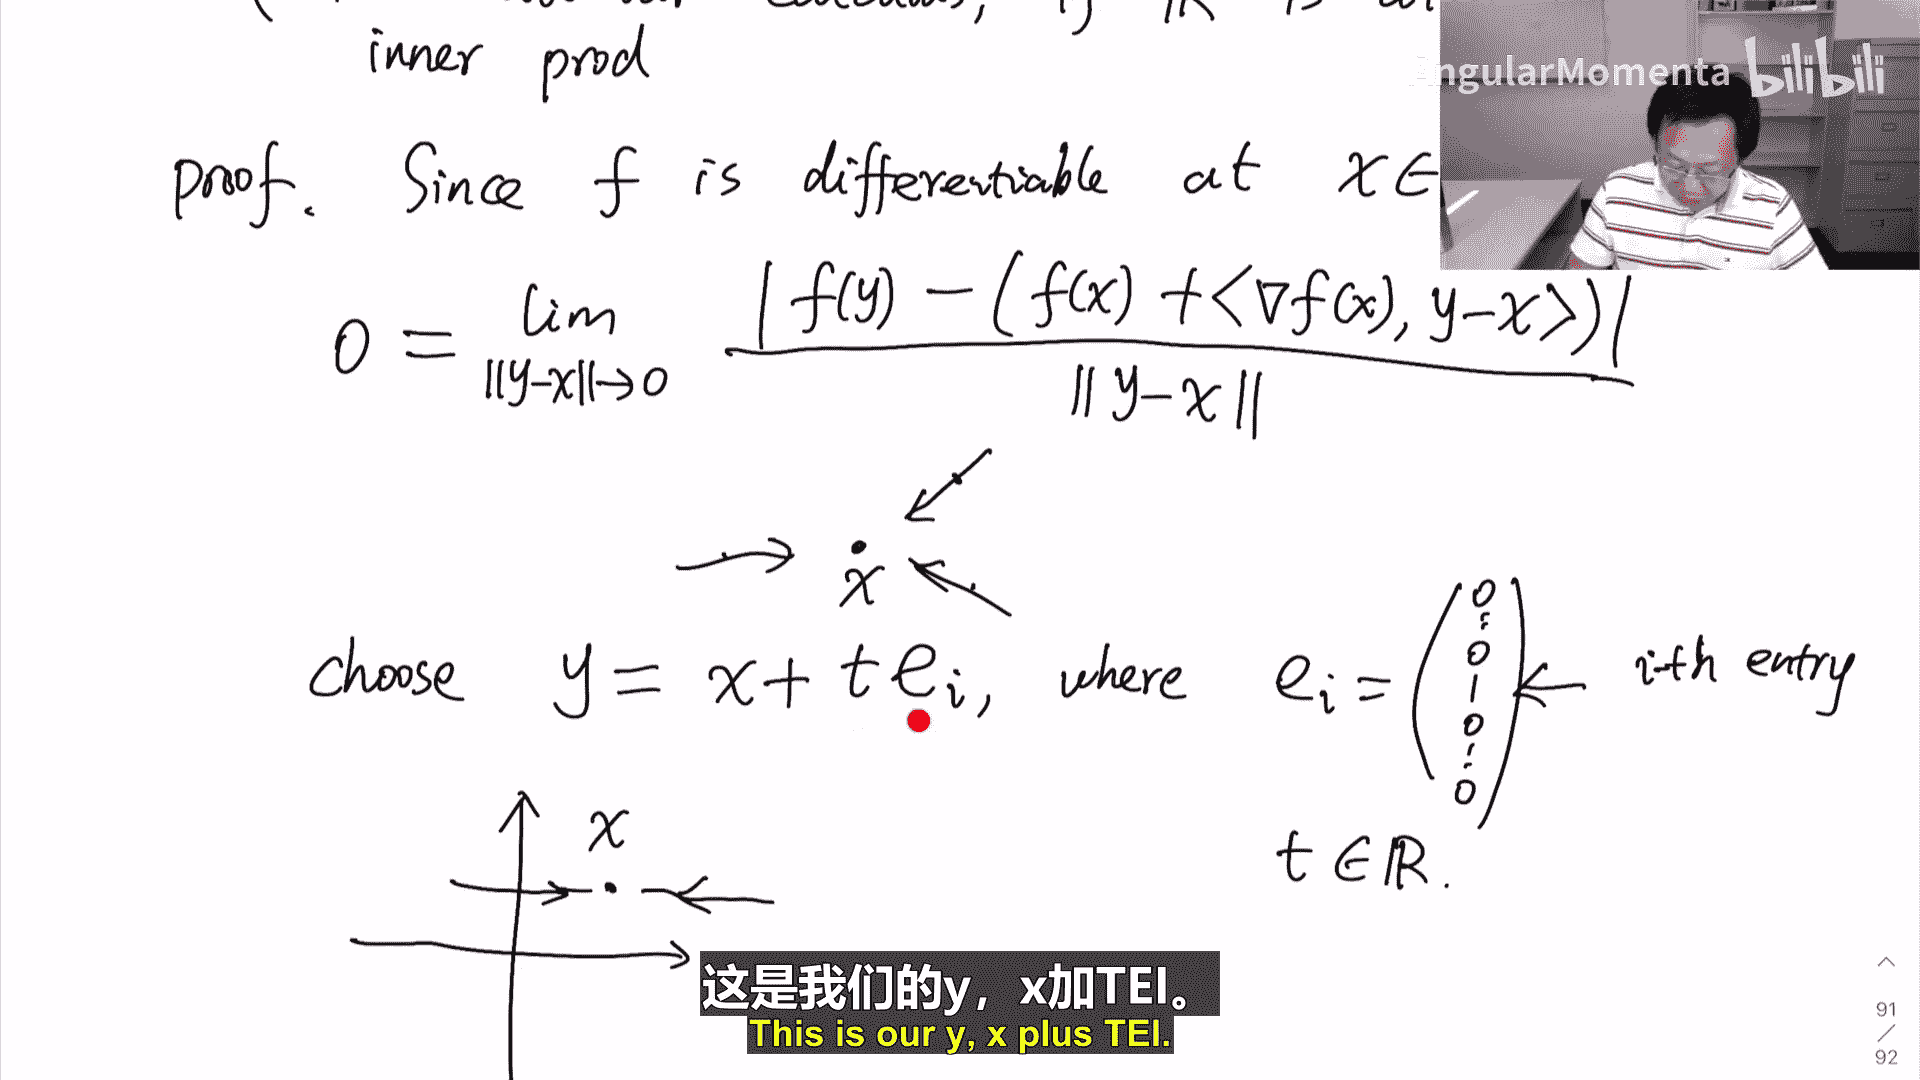 inner prod
AngularMomenta bilibili
proof. Since f is differentiable at x∈
0 = lim ||y-x||→0 | f(y) - ( f(x) + <∇f(x), y-x>) | / || y-x ||
x
choose y = x + t e_i, where e_i = (0 ⋮ 0 1 0 ⋮ 0) ← i-th entry
x
t ∈ ℝ.
这是我们的y，x加TEI。
This is our y, x plus TEI.
91
/
92